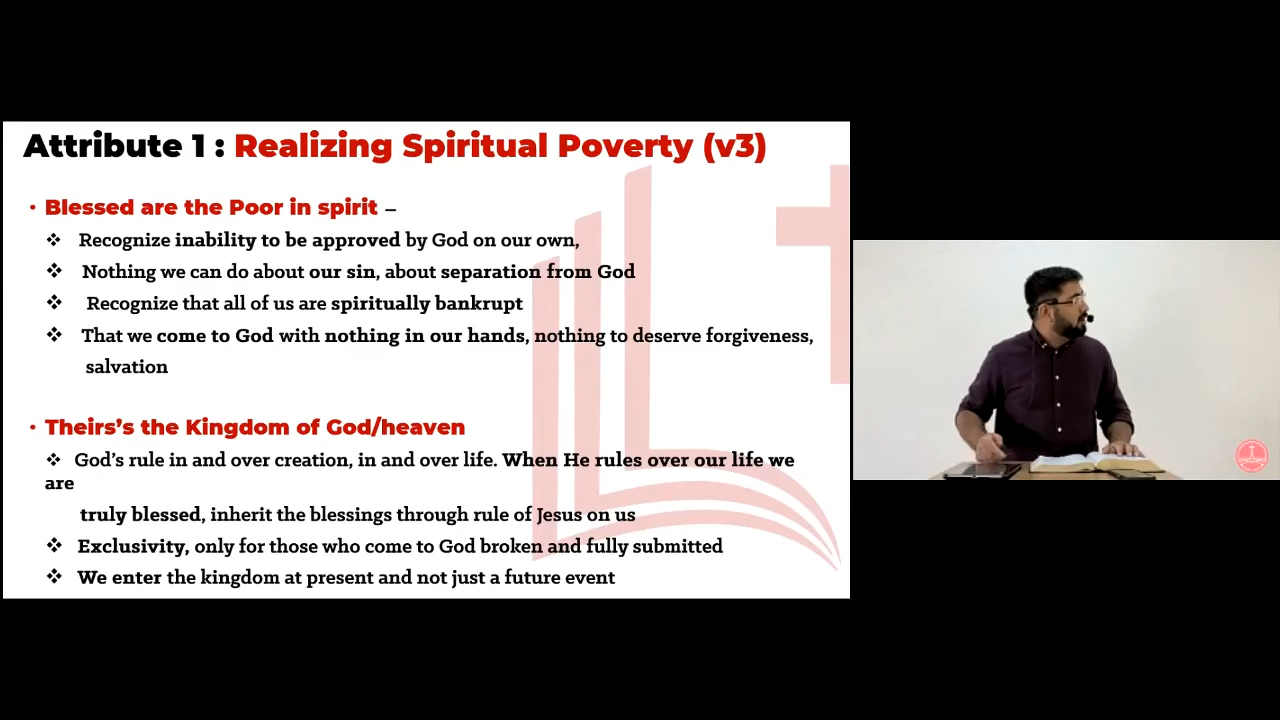 Attribute 1 : Realizing Spiritual Poverty (v3)
• Blessed are the Poor in spirit –
❖ Recognize inability to be approved by God on our own,
❖ Nothing we can do about our sin, about separation from God
❖ Recognize that all of us are spiritually bankrupt
❖ That we come to God with nothing in our hands, nothing to deserve forgiveness,
salvation
• Theirs's the Kingdom of God/heaven
❖ God's rule in and over creation, in and over life. When He rules over our life we
are
truly blessed, inherit the blessings through rule of Jesus on us
❖ Exclusivity, only for those who come to God broken and fully submitted
❖ We enter the kingdom at present and not just a future event